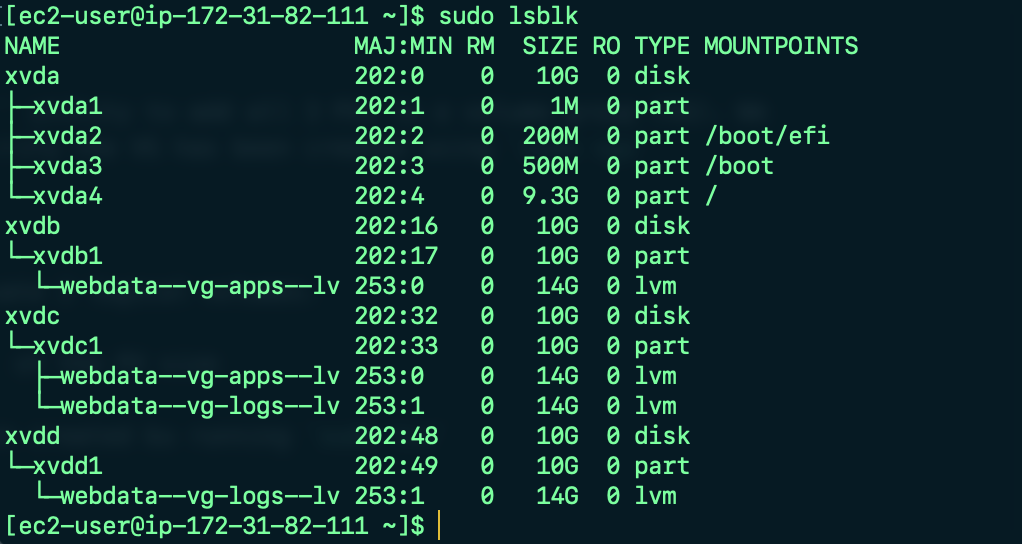 [ec2-user@ip-172-31-82-111 ~]$ sudo lsblk
NAME                     MAJ:MIN RM  SIZE RO TYPE MOUNTPOINTS
xvda                     202:0    0   10G  0 disk
├─xvda1                  202:1    0    1M  0 part
├─xvda2                  202:2    0  200M  0 part /boot/efi
├─xvda3                  202:3    0  500M  0 part /boot
└─xvda4                  202:4    0  9.3G  0 part /
xvdb                     202:16   0   10G  0 disk
└─xvdb1                  202:17   0   10G  0 part
  └─webdata--vg-apps--lv 253:0    0   14G  0 lvm
xvdc                     202:32   0   10G  0 disk
└─xvdc1                  202:33   0   10G  0 part
  ├─webdata--vg-apps--lv 253:0    0   14G  0 lvm
  └─webdata--vg-logs--lv 253:1    0   14G  0 lvm
xvdd                     202:48   0   10G  0 disk
└─xvdd1                  202:49   0   10G  0 part
  └─webdata--vg-logs--lv 253:1    0   14G  0 lvm
[ec2-user@ip-172-31-82-111 ~]$